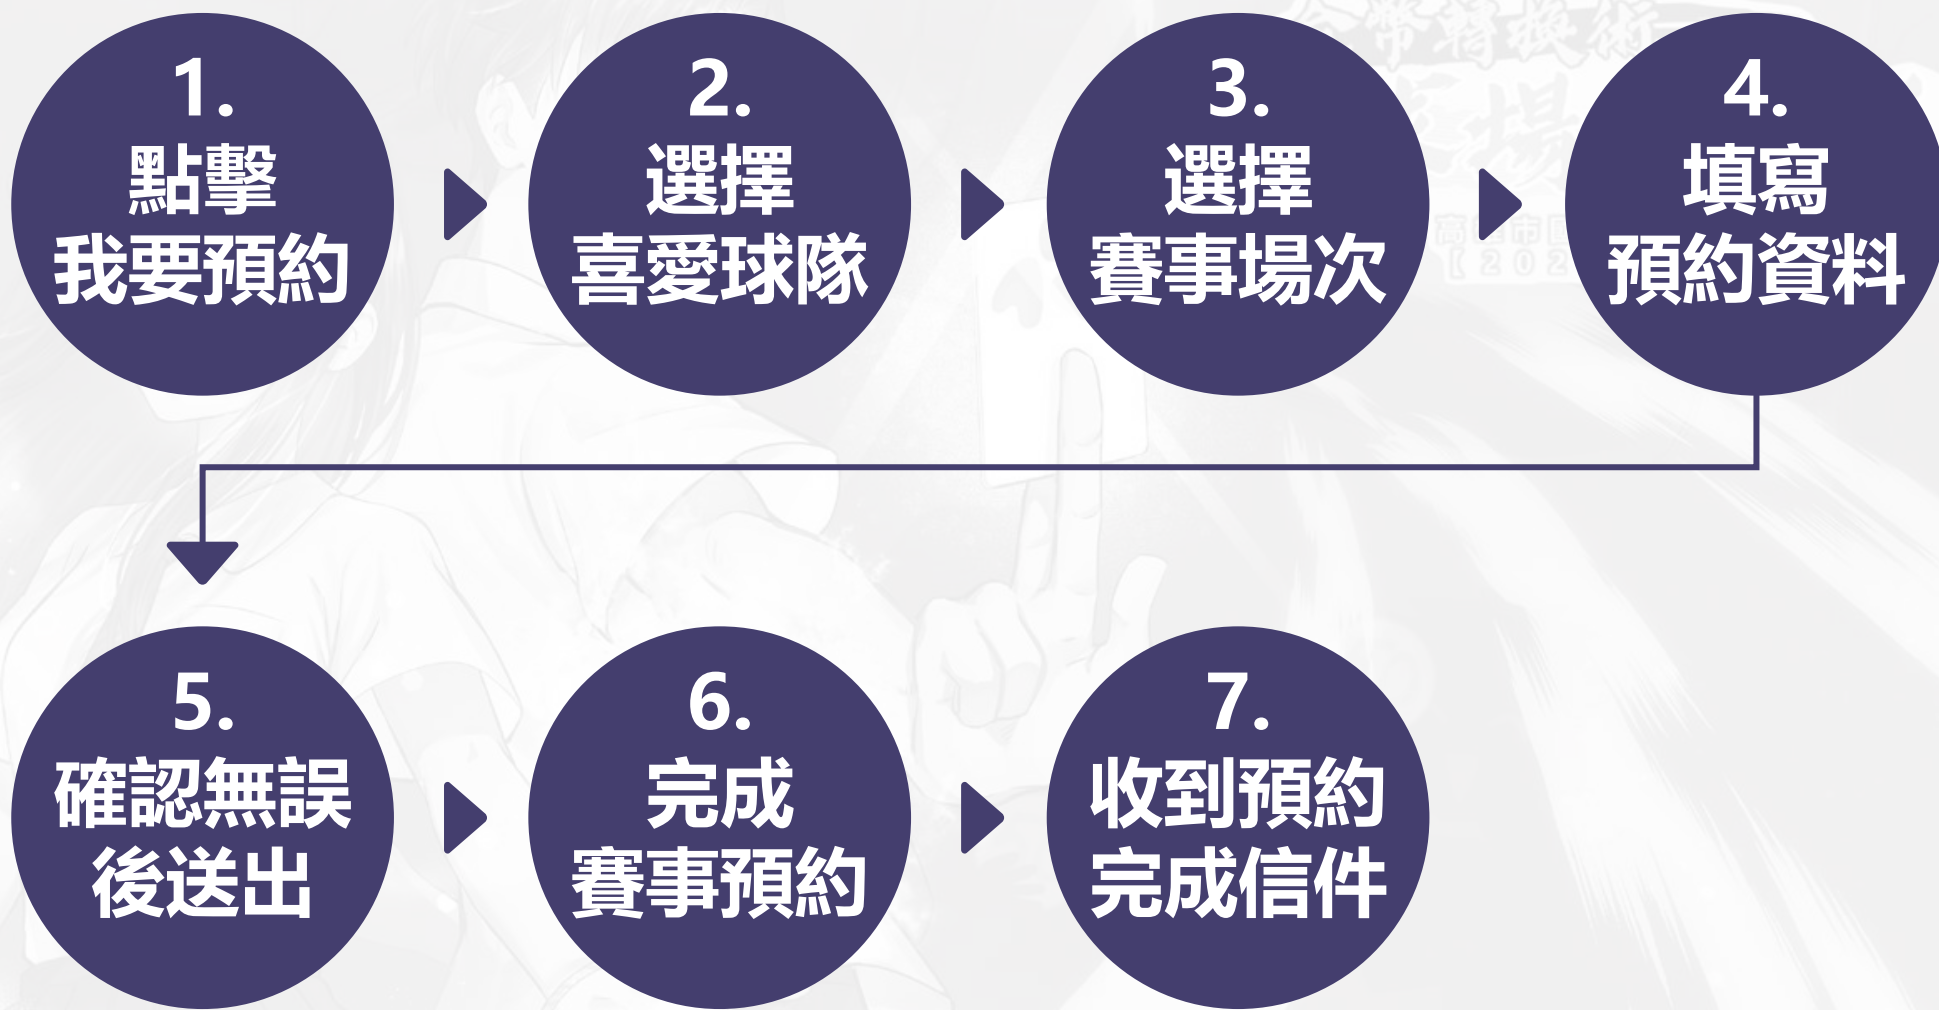 1.
點擊
我要預約
2.
選擇
喜愛球隊
3.
選擇
賽事場次
4.
填寫
預約資料
5.
確認無誤
後送出
6.
完成
賽事預約
7.
收到預約
完成信件